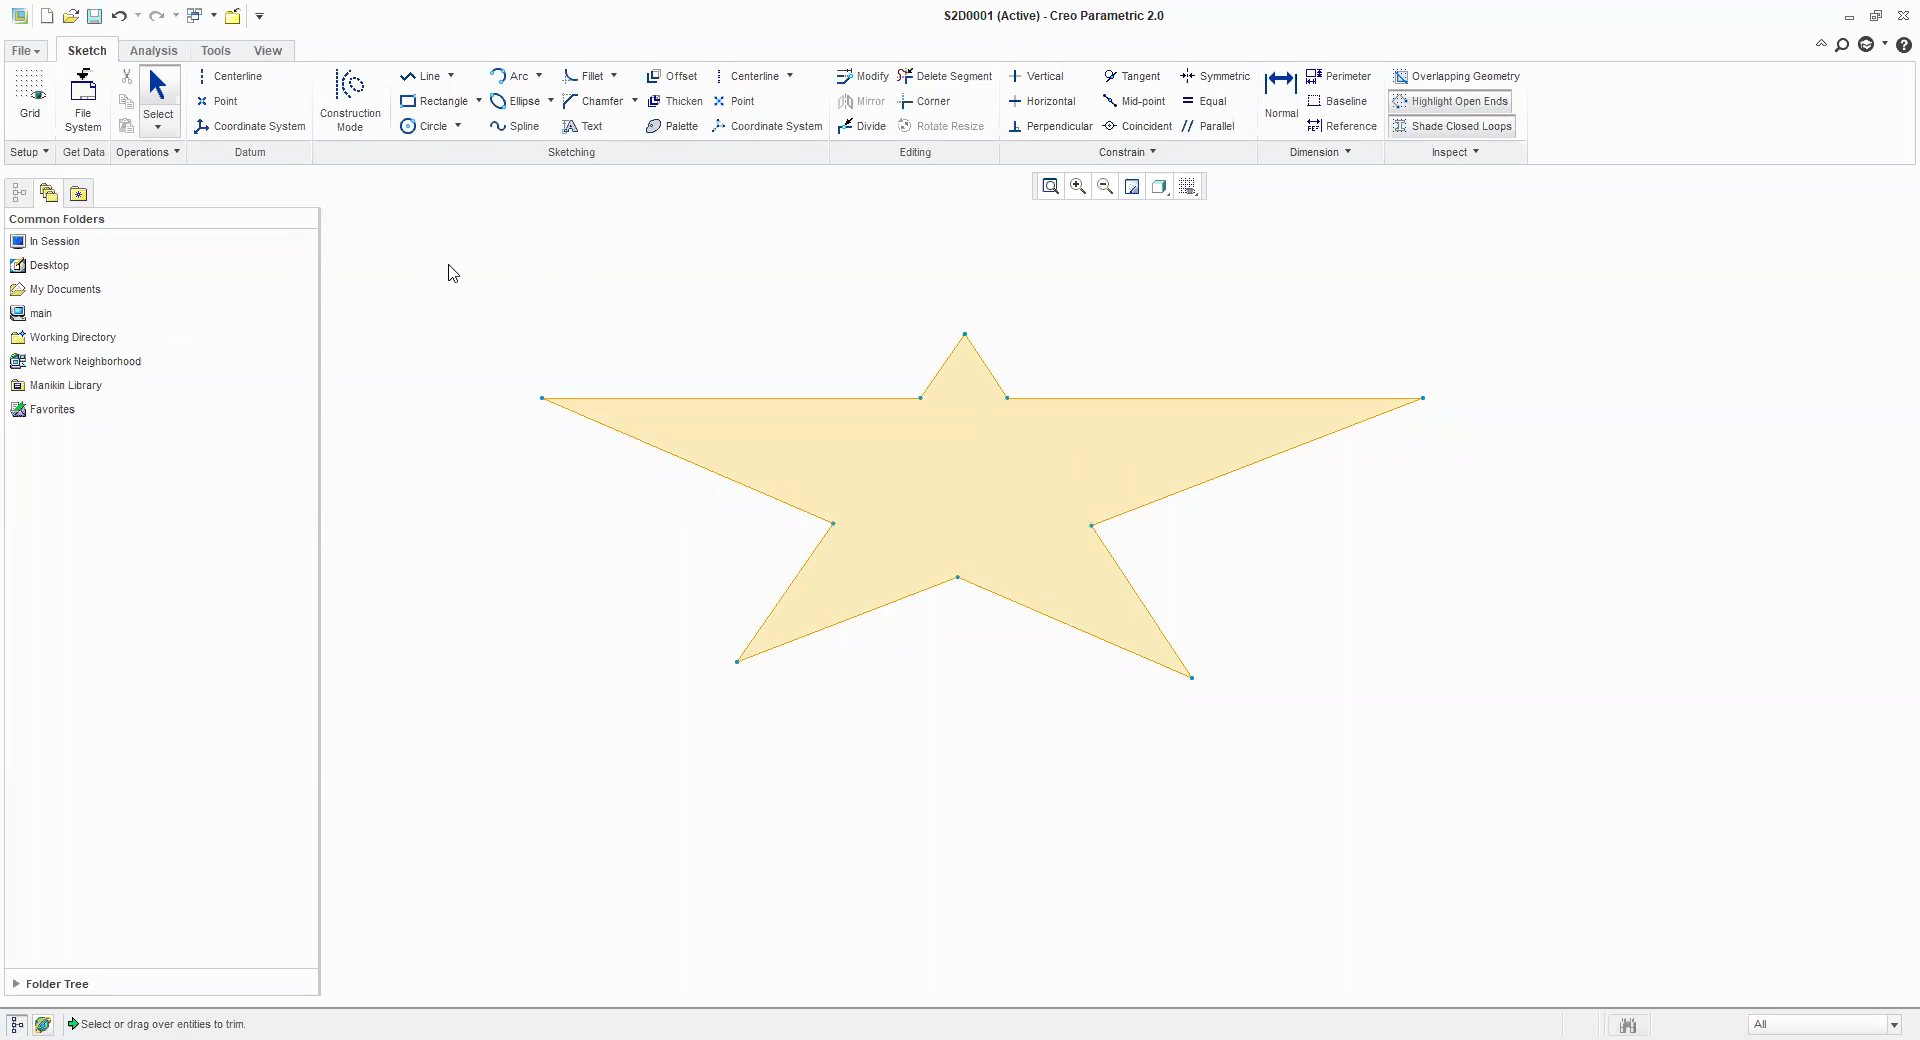 S2D0001 (Active) - Creo Parametric 2.0
File Sketch Analysis Tools View
Centerline Line Arc Fillet Offset Centerline Modify Delete Segment Vertical Tangent Symmetric Perimeter Overlapping Geometry
Point Rectangle Ellipse Chamfer Thicken Point Mirror Corner Horizontal Mid-point Equal Baseline Highlight Open Ends
Grid File System Select Construction Mode Normal
Coordinate System Circle Spline Text Palette Coordinate System Divide Rotate Resize Perpendicular Coincident Parallel Reference Shade Closed Loops
Setup Get Data Operations Datum Sketching Editing Constrain Dimension Inspect
Common Folders
In Session
Desktop
My Documents
main
Working Directory
Network Neighborhood
Manikin Library
Favorites
Folder Tree
Select or drag over entities to trim. All